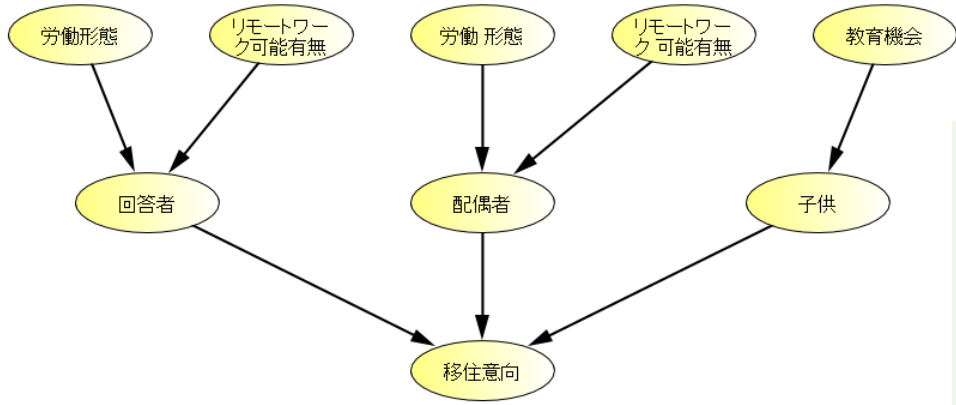 労働形態
リモートワー
ク可能有無
労働 形態
リモートワー
ク 可能有無
教育機会
回答者
配偶者
子供
移住意向